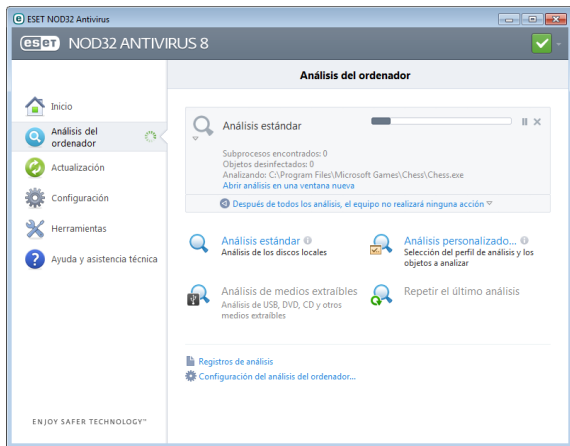 ESET NOD32 Antivirus
eset NOD32 ANTIVIRUS 8
Análisis del ordenador
Inicio
Análisis del
ordenador
Actualización
Configuración
Herramientas
Ayuda y asistencia técnica
Análisis estándar
Subprocesos encontrados: 0
Objetos desinfectados: 0
Analizando: C:\Program Files\Microsoft Games\Chess\Chess.exe
Abrir análisis en una ventana nueva
Después de todos los análisis, el equipo no realizará ninguna acción
Análisis estándar
Análisis de los discos locales
Análisis personalizado...
Selección del perfil de análisis y los
objetos a analizar
Análisis de medios extraíbles
Análisis de USB, DVD, CD y otros
medios extraíbles
Repetir el último análisis
Registros de análisis
Configuración del análisis del ordenador...
ENJOY SAFER TECHNOLOGY™